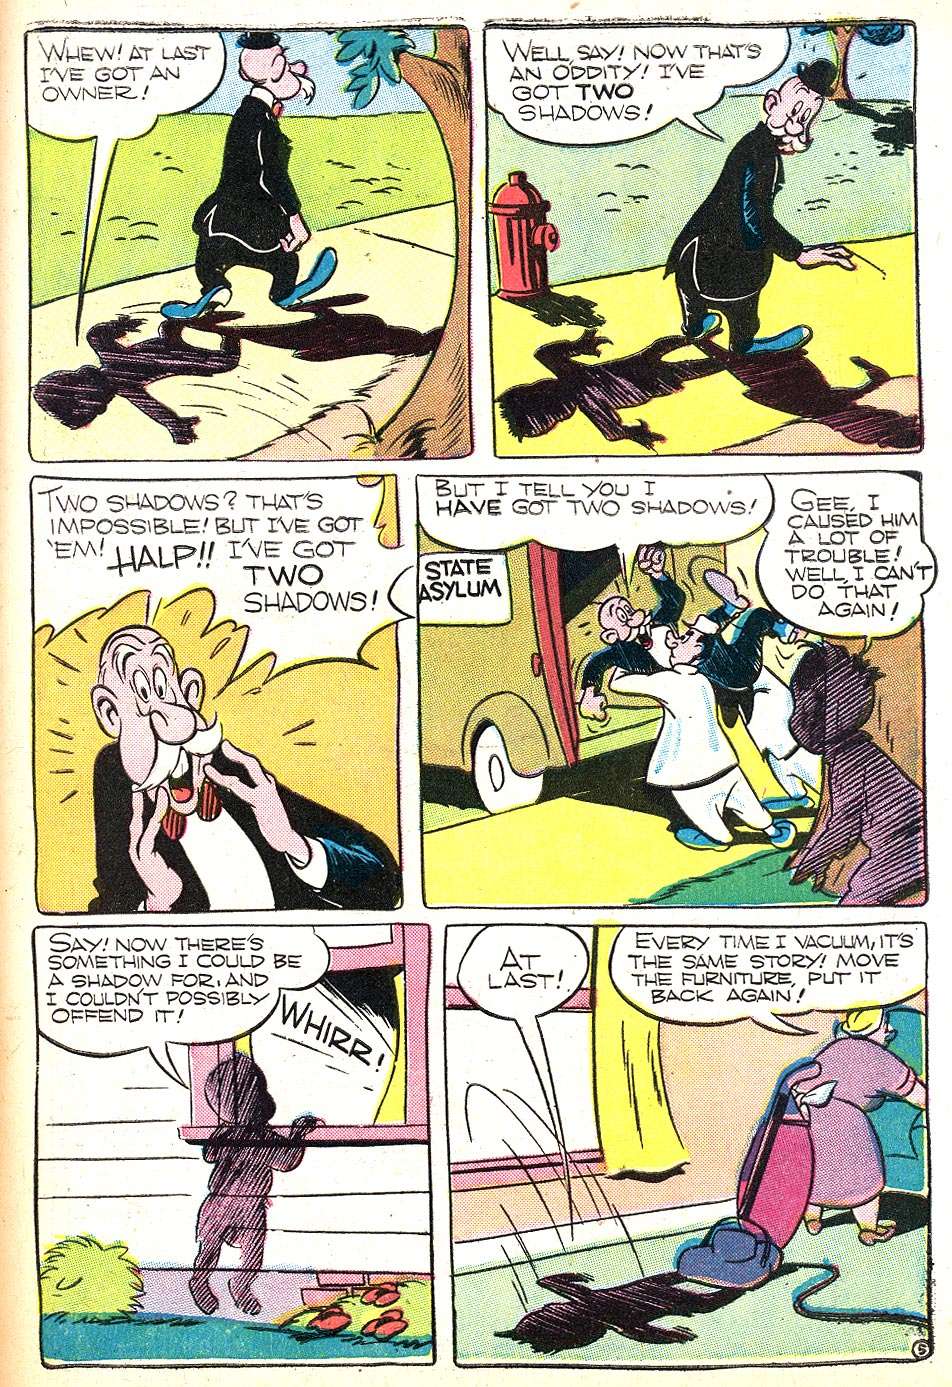 WHEW! AT LAST
I'VE GOT AN
OWNER!
WELL, SAY! NOW THAT'S
AN ODDITY! I'VE
GOT TWO
SHADOWS!
TWO SHADOWS? THAT'S
IMPOSSIBLE! BUT I'VE GOT
'EM! HALP!! I'VE GOT
TWO
SHADOWS!
BUT I TELL YOU I
HAVE GOT TWO SHADOWS!
STATE
ASYLUM
GEE, I
CAUSED HIM
A LOT OF
TROUBLE!
WELL, I CAN'T
DO THAT
AGAIN!
SAY! NOW THERE'S
SOMETHING I COULD BE
A SHADOW FOR, AND
I COULDN'T POSSIBLY
OFFEND IT!
WHIRR!
AT
LAST!
EVERY TIME I VACUUM, IT'S
THE SAME STORY! MOVE
THE FURNITURE, PUT IT
BACK AGAIN!
5